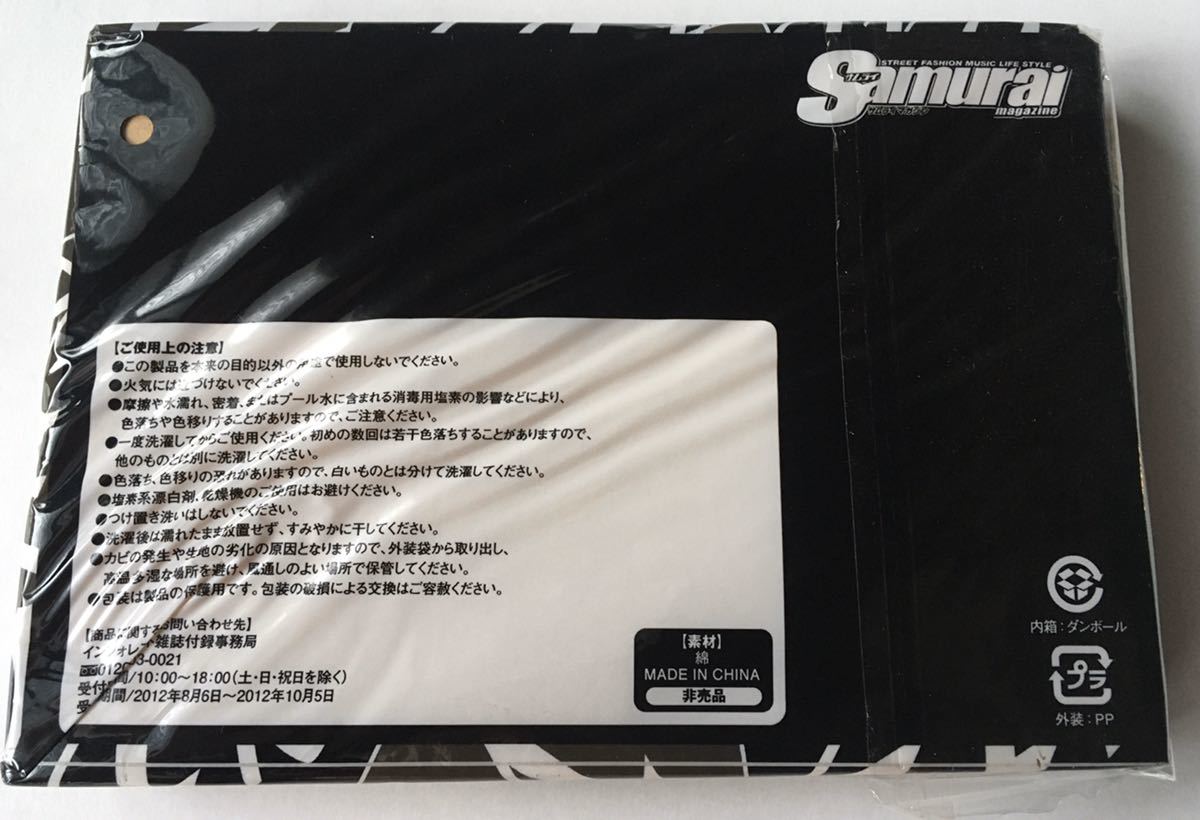 STREET FASHION MUSIC LIFE STYLE
Samurai
magazine
サムライマガジン
【ご使用上の注意】
●この製品を本来の目的以外の用途で使用しないでください。
●火気には近づけないでください。
●摩擦や水濡れ、密着、またはプール水に含まれる消毒用塩素の影響などにより、
色落ちや色移りすることがありますので、ご注意ください。
●一度洗濯してからご使用ください。初めの数回は若干色落ちすることがありますので、
他のものとは別に洗濯してください。
●色落ち、色移りの恐れがありますので、白いものとは分けて洗濯してください。
●塩素系漂白剤、乾燥機のご使用はお避けください。
●つけ置き洗いはしないでください。
●洗濯後は濡れたまま放置せず、すみやかに干してください。
●カビの発生や生地の劣化の原因となりますので、外装袋から取り出し、
高温多湿な場所を避け、風通しのよい場所で保管してください。
●包装は製品の保護用です。包装の破損による交換はご容赦ください。
【商品に関するお問い合わせ先】
インフォレスト雑誌付録事務局
3-0021
受付時間/10:00〜18:00(土・日・祝日を除く)
受付期間/2012年8月6日〜2012年10月5日
【素材】
綿
MADE IN CHINA
非売品
内箱：ダンボール
プラ
外装：PP